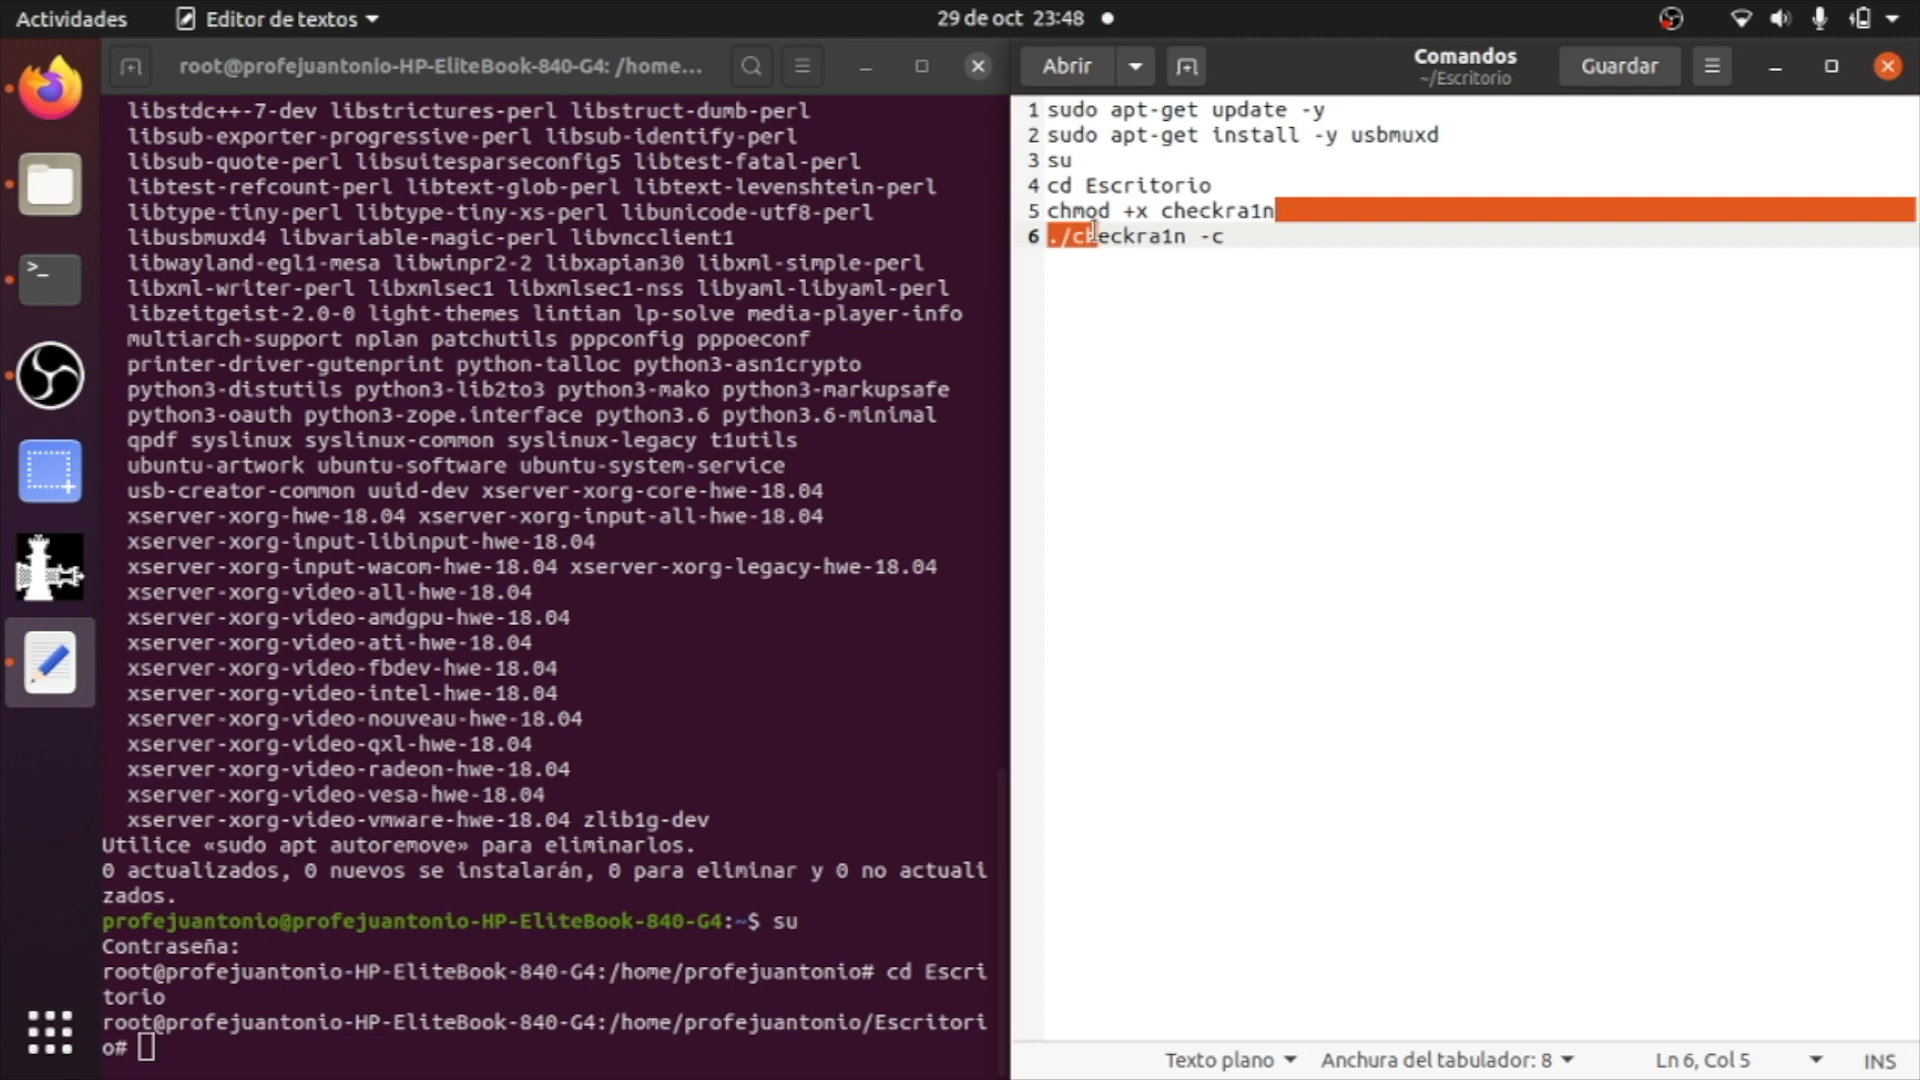 Actividades
Editor de textos
29 de oct 23:48
root@profejuantonio-HP-EliteBook-840-G4: /home...
libstdc++-7-dev libstrictures-perl libstruct-dumb-perl
libsub-exporter-progressive-perl libsub-identify-perl
libsub-quote-perl libsuitesparseconfig5 libtest-fatal-perl
libtest-refcount-perl libtext-glob-perl libtext-levenshtein-perl
libtype-tiny-perl libtype-tiny-xs-perl libunicode-utf8-perl
libusbmuxd4 libvariable-magic-perl libvncclient1
libwayland-egl1-mesa libwinpr2-2 libxapian30 libxml-simple-perl
libxml-writer-perl libxmlsec1 libxmlsec1-nss libyaml-libyaml-perl
libzeitgeist-2.0-0 light-themes lintian lp-solve media-player-info
multiarch-support nplan patchutils pppconfig pppoeconf
printer-driver-gutenprint python-talloc python3-asn1crypto
python3-distutils python3-lib2to3 python3-mako python3-markupsafe
python3-oauth python3-zope.interface python3.6 python3.6-minimal
qpdf syslinux syslinux-common syslinux-legacy t1utils
ubuntu-artwork ubuntu-software ubuntu-system-service
usb-creator-common uuid-dev xserver-xorg-core-hwe-18.04
xserver-xorg-hwe-18.04 xserver-xorg-input-all-hwe-18.04
xserver-xorg-input-libinput-hwe-18.04
xserver-xorg-input-wacom-hwe-18.04 xserver-xorg-legacy-hwe-18.04
xserver-xorg-video-all-hwe-18.04
xserver-xorg-video-amdgpu-hwe-18.04
xserver-xorg-video-ati-hwe-18.04
xserver-xorg-video-fbdev-hwe-18.04
xserver-xorg-video-intel-hwe-18.04
xserver-xorg-video-nouveau-hwe-18.04
xserver-xorg-video-qxl-hwe-18.04
xserver-xorg-video-radeon-hwe-18.04
xserver-xorg-video-vesa-hwe-18.04
xserver-xorg-video-vmware-hwe-18.04 zlib1g-dev
Utilice «sudo apt autoremove» para eliminarlos.
0 actualizados, 0 nuevos se instalarán, 0 para eliminar y 0 no actuali
zados.
profejuantonio@profejuantonio-HP-EliteBook-840-G4:~$ su
Contraseña:
root@profejuantonio-HP-EliteBook-840-G4:/home/profejuantonio# cd Escri
torio
root@profejuantonio-HP-EliteBook-840-G4:/home/profejuantonio/Escritori
o#
Abrir
Comandos
~/Escritorio
Guardar
1 sudo apt-get update -y
2 sudo apt-get install -y usbmuxd
3 su
4 cd Escritorio
5 chmod +x checkra1n
6 ./checkra1n -c
Texto plano
Anchura del tabulador: 8
Ln 6, Col 5
INS